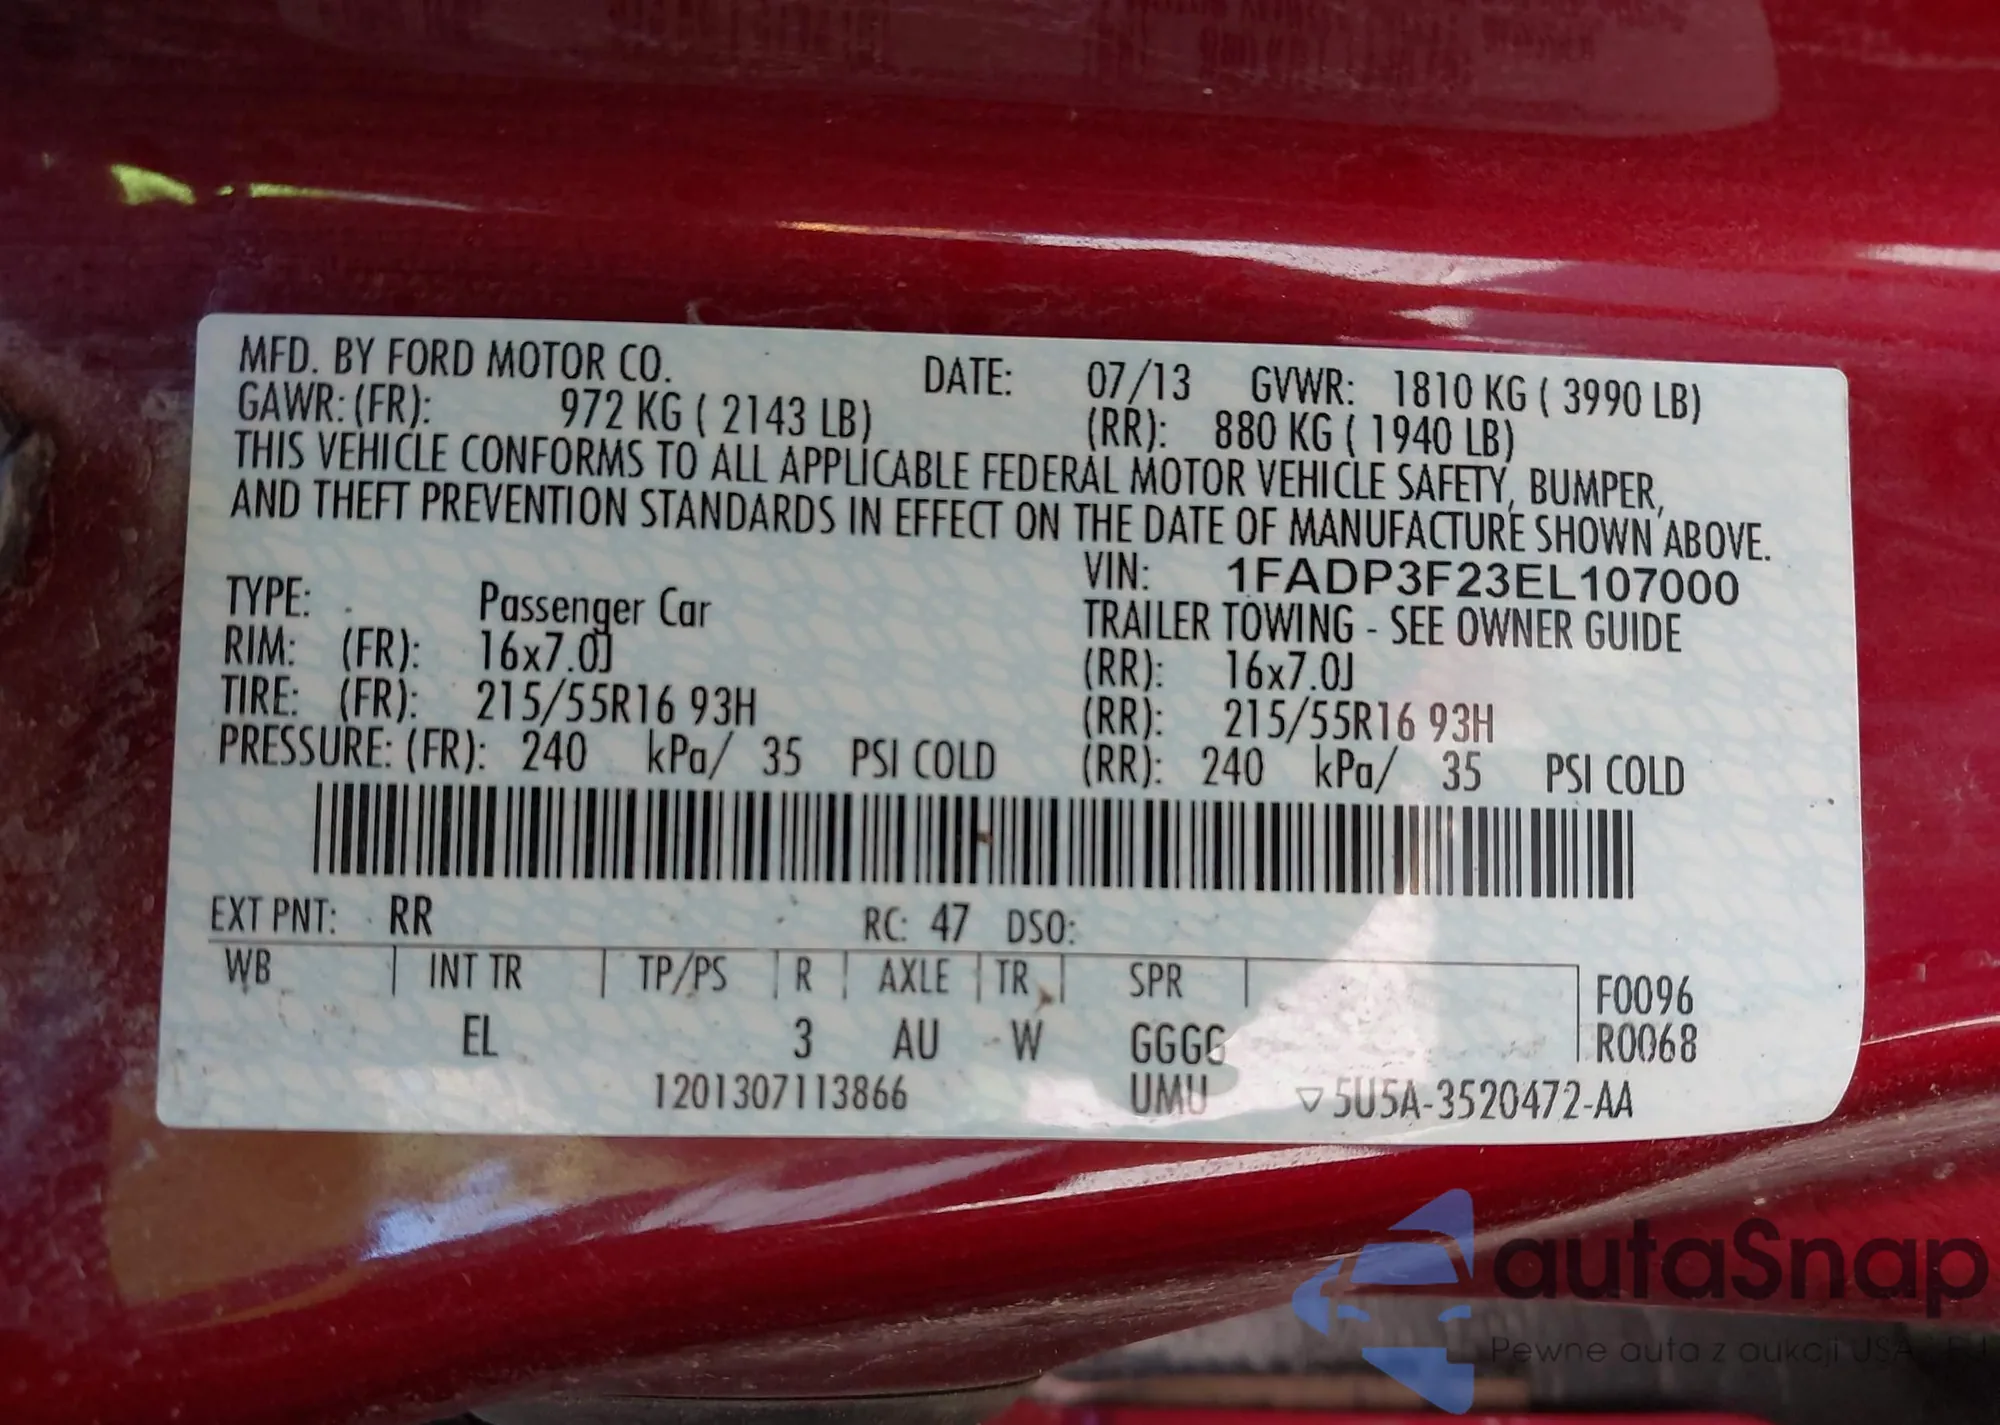 MFD. BY FORD MOTOR CO. DATE: 07/13 GVWR: 1810 KG ( 3990 LB)
GAWR: (FR): 972 KG ( 2143 LB) (RR): 880 KG ( 1940 LB)
THIS VEHICLE CONFORMS TO ALL APPLICABLE FEDERAL MOTOR VEHICLE SAFETY, BUMPER,
AND THEFT PREVENTION STANDARDS IN EFFECT ON THE DATE OF MANUFACTURE SHOWN ABOVE.
VIN: 1FADP3F23EL107000
TYPE: Passenger Car TRAILER TOWING - SEE OWNER GUIDE
RIM: (FR): 16x7.0J (RR): 16x7.0J
TIRE: (FR): 215/55R16 93H (RR): 215/55R16 93H
PRESSURE: (FR): 240 kPa/ 35 PSI COLD (RR): 240 kPa/ 35 PSI COLD
EXT PNT: RR RC: 47 DSO:
WB | INT TR | TP/PS | R | AXLE | TR | SPR | F0096
EL 3 AU W GGGG R0068
1201307113866 UMU ▽5U5A-3520472-AA
autaSnap
Pewne auta z aukcji USA i EU